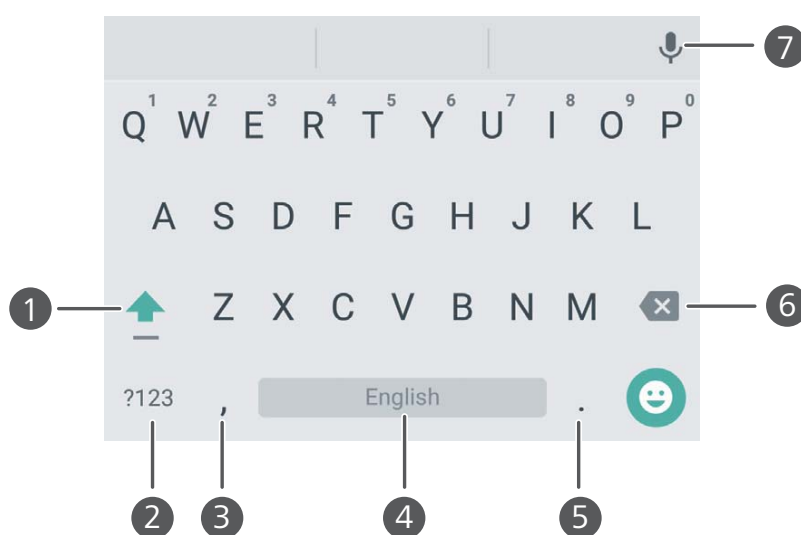 7
1 2 3 4 5 6 7 8 9 0
Q W E R T Y U I O P
A S D F G H J K L
1 Z X C V B N M 6
?123 , English .
2 3 4 5